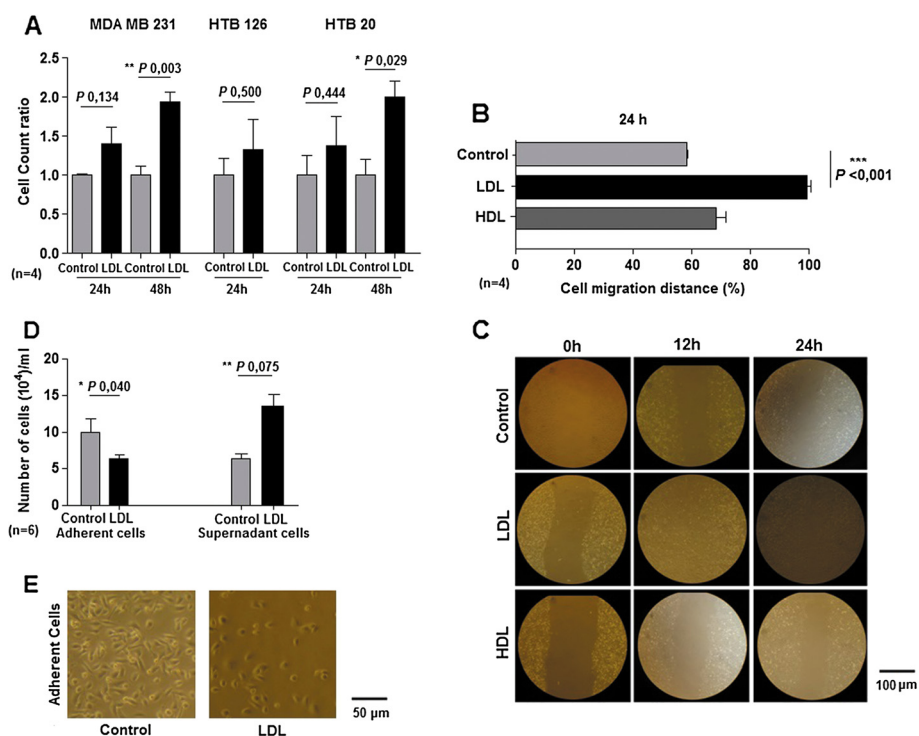 A
MDA MB 231 HTB 126 HTB 20
Cell Count ratio
2.5
2.0
1.5
1.0
0.5
0.0
P 0,134
** P 0,003
P 0,500
P 0,444
* P 0,029
Control LDL Control LDL Control LDL Control LDL Control LDL
(n=4)
24h 48h 24h 24h 48h
B
24 h
Control
LDL
HDL
***
P <0,001
0 20 40 60 80 100
(n=4)
Cell migration distance (%)
D
Number of cells (10⁴)/ml
20
15
10
5
0
* P 0,040
** P 0,075
Control LDL Control LDL
(n=6)
Adherent cells Supernadant cells
C
0h 12h 24h
Control
LDL
HDL
100 µm
E
Adherent Cells
Control LDL
50 µm